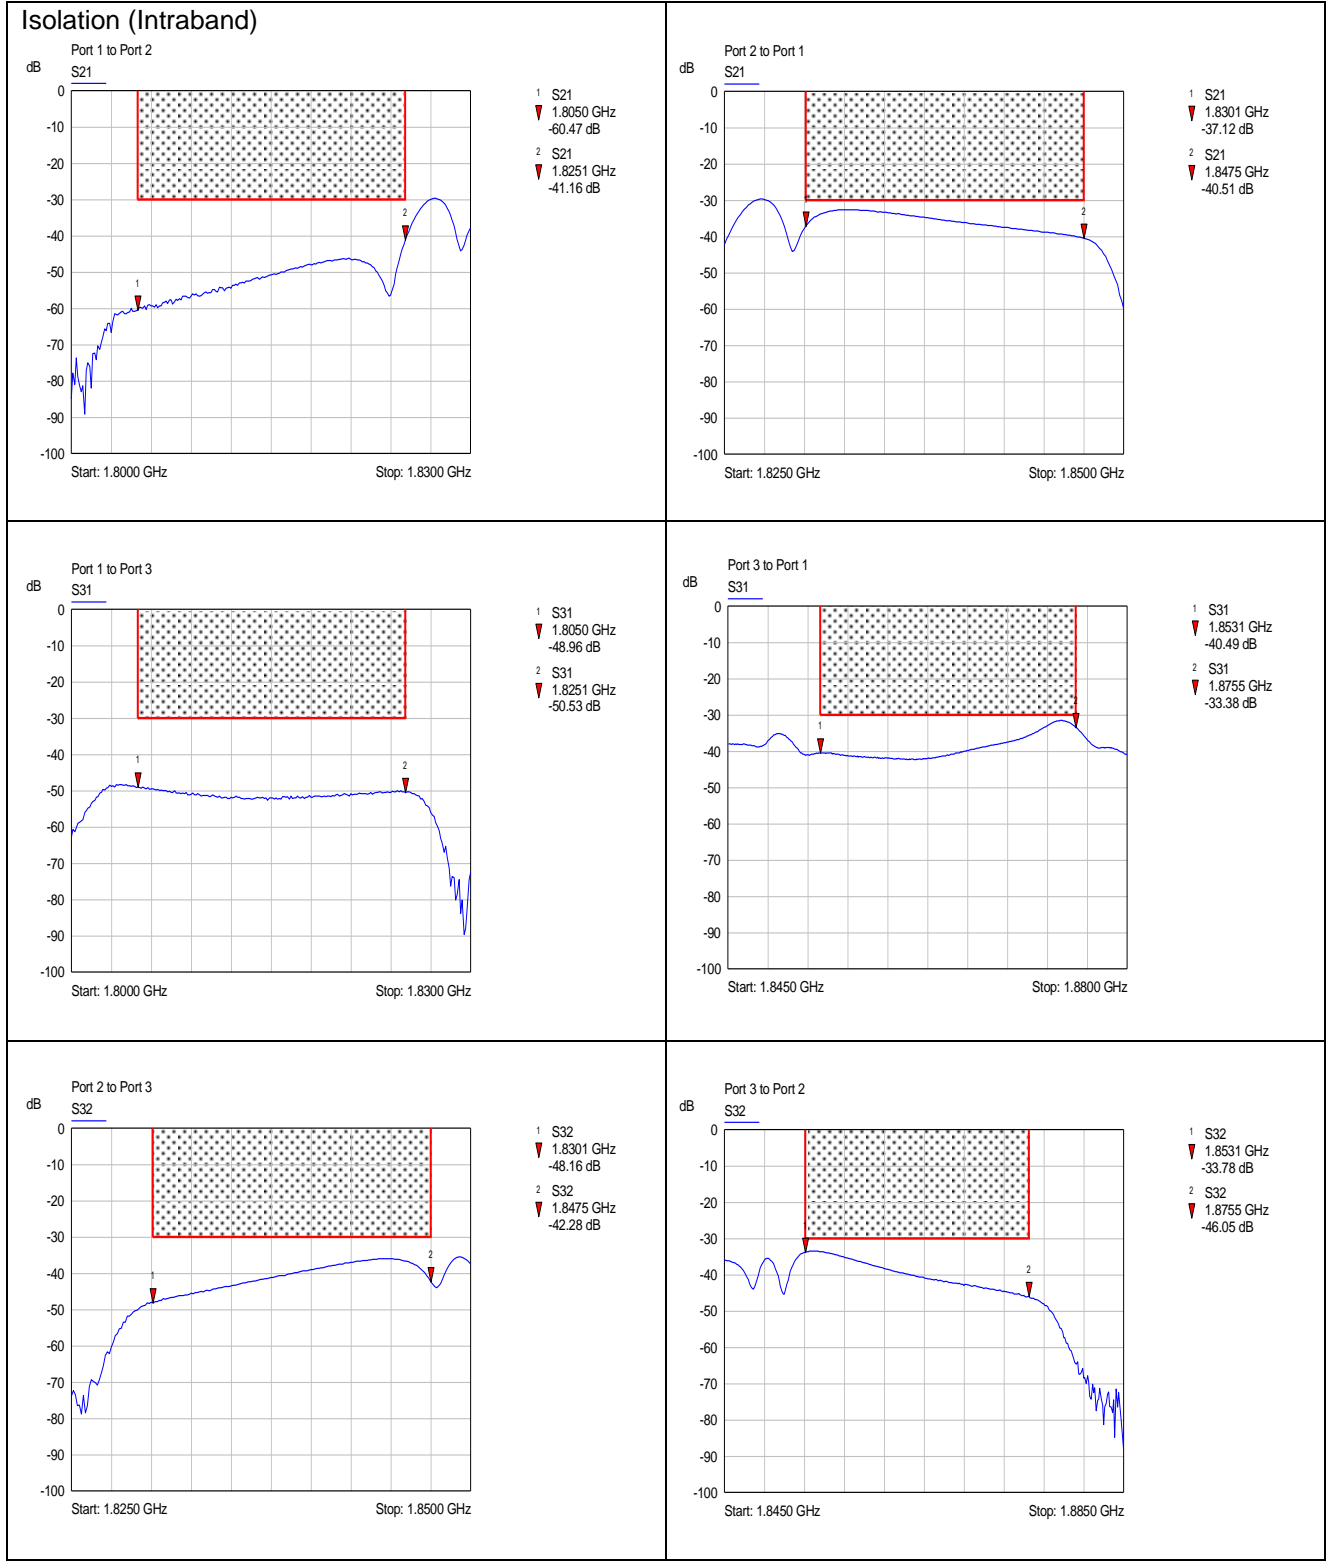 Isolation (Intraband)
Port 1 to Port 2
dB
S21
0
-10
-20
-30
-40
-50
-60
-70
-80
-90
-100
1
2
Start: 1.8000 GHz
Stop: 1.8300 GHz
1 S21
1.8050 GHz
-60.47 dB
2 S21
1.8251 GHz
-41.16 dB
Port 2 to Port 1
dB
S21
0
-10
-20
-30
-40
-50
-60
-70
-80
-90
-100
2
Start: 1.8250 GHz
Stop: 1.8500 GHz
1 S21
1.8301 GHz
-37.12 dB
2 S21
1.8475 GHz
-40.51 dB
Port 1 to Port 3
dB
S31
0
-10
-20
-30
-40
-50
-60
-70
-80
-90
-100
1
2
Start: 1.8000 GHz
Stop: 1.8300 GHz
1 S31
1.8050 GHz
-48.96 dB
2 S31
1.8251 GHz
-50.53 dB
Port 3 to Port 1
dB
S31
0
-10
-20
-30
-40
-50
-60
-70
-80
-90
-100
1
2
Start: 1.8450 GHz
Stop: 1.8800 GHz
1 S31
1.8531 GHz
-40.49 dB
2 S31
1.8755 GHz
-33.38 dB
Port 2 to Port 3
dB
S32
0
-10
-20
-30
-40
-50
-60
-70
-80
-90
-100
1
2
Start: 1.8250 GHz
Stop: 1.8500 GHz
1 S32
1.8301 GHz
-48.16 dB
2 S32
1.8475 GHz
-42.28 dB
Port 3 to Port 2
dB
S32
0
-10
-20
-30
-40
-50
-60
-70
-80
-90
-100
2
Start: 1.8450 GHz
Stop: 1.8850 GHz
1 S32
1.8531 GHz
-33.78 dB
2 S32
1.8755 GHz
-46.05 dB